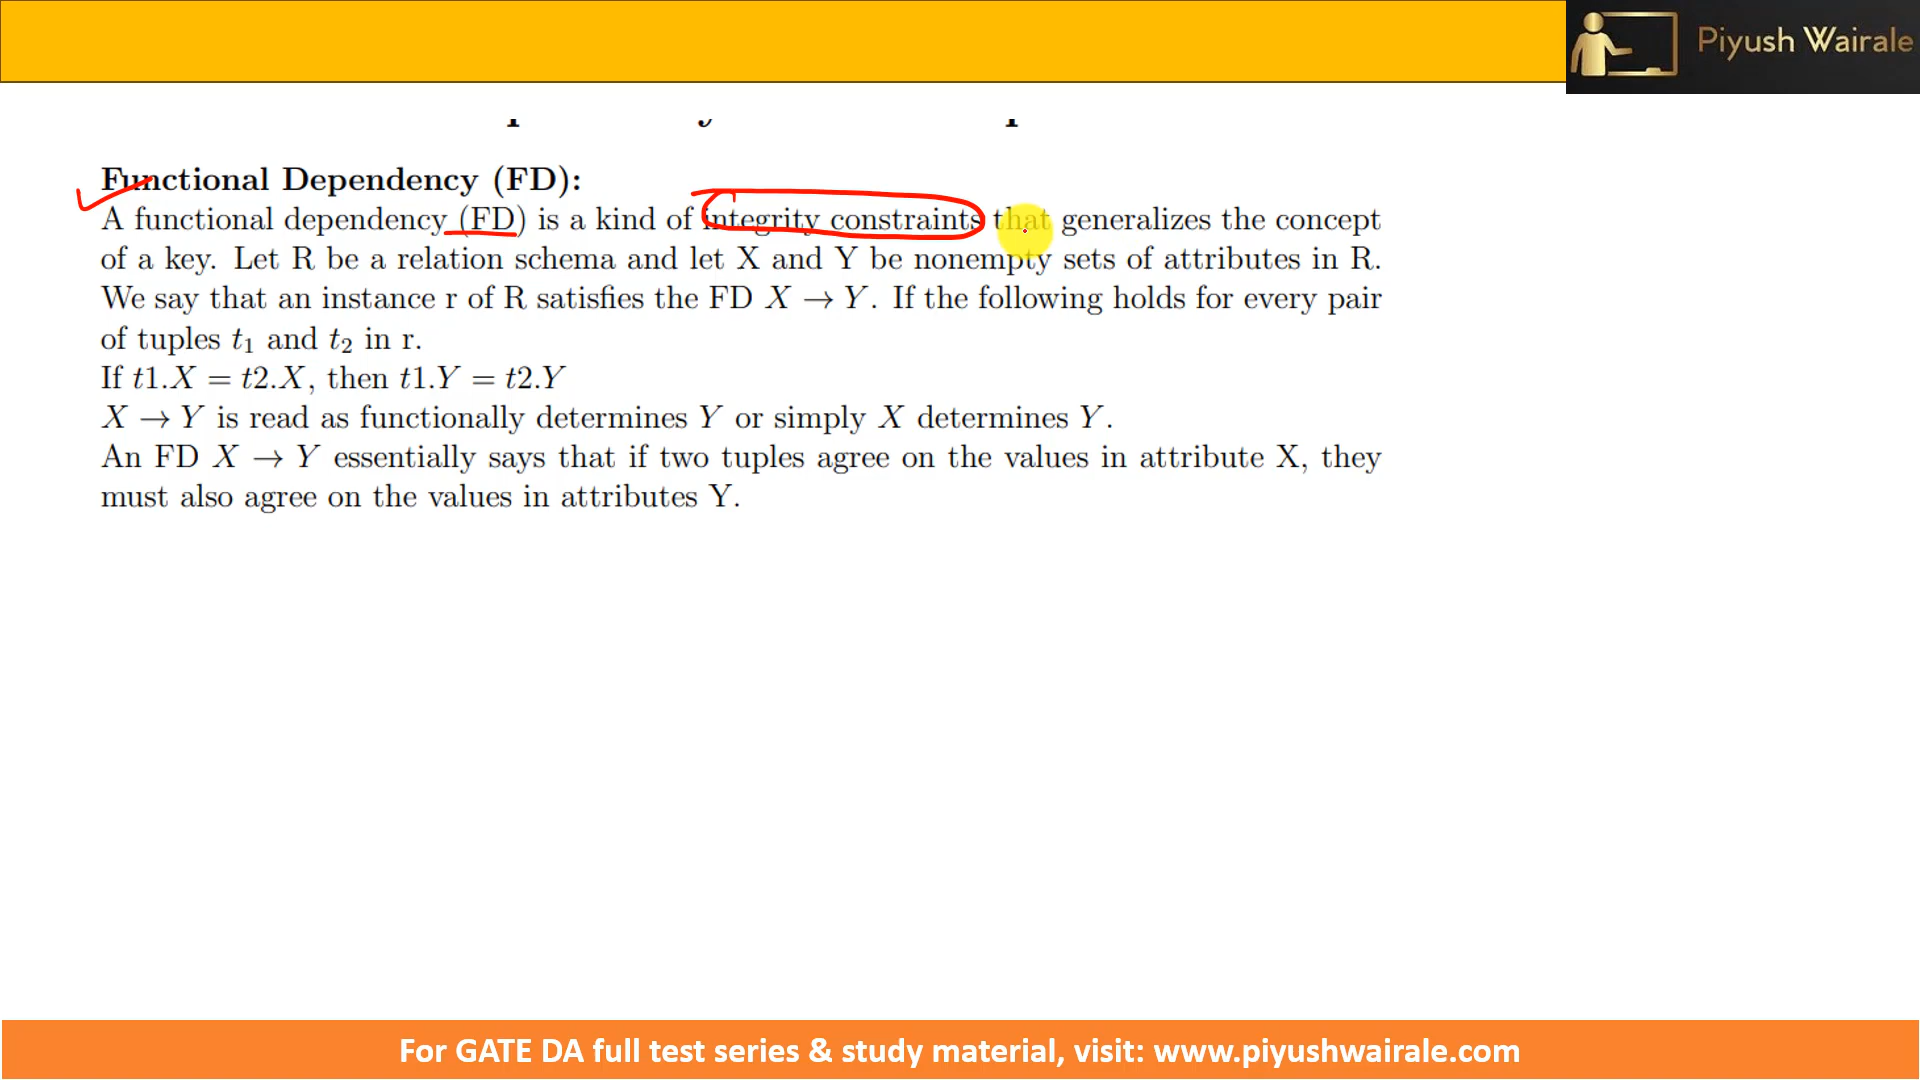 Piyush Wairale
Functional Dependency (FD):
A functional dependency (FD) is a kind of integrity constraints that generalizes the concept
of a key. Let R be a relation schema and let X and Y be nonempty sets of attributes in R.
We say that an instance r of R satisfies the FD X → Y. If the following holds for every pair
of tuples t₁ and t₂ in r.
If t1.X = t2.X, then t1.Y = t2.Y
X → Y is read as functionally determines Y or simply X determines Y.
An FD X → Y essentially says that if two tuples agree on the values in attribute X, they
must also agree on the values in attributes Y.
For GATE DA full test series & study material, visit: www.piyushwairale.com